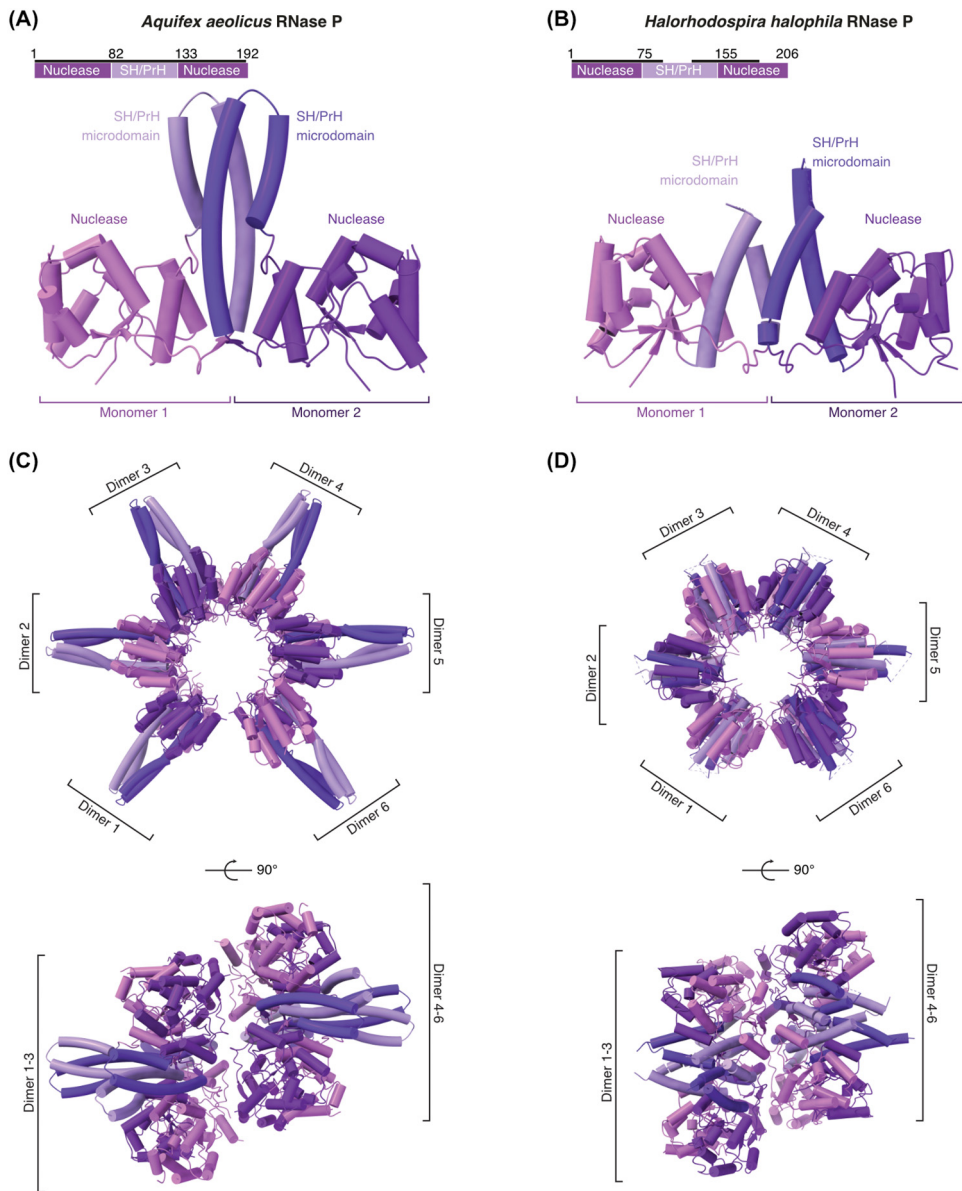 (A)
Aquifex aeolicus RNase P
1 82 133 192
Nuclease SH/PrH Nuclease
SH/PrH
microdomain
SH/PrH
microdomain
Nuclease
Nuclease
Monomer 1
Monomer 2
(B)
Halorhodospira halophila RNase P
1 75 155 206
Nuclease SH/PrH Nuclease
SH/PrH
microdomain
SH/PrH
microdomain
Nuclease
Nuclease
Monomer 1
Monomer 2
(C)
Dimer 3
Dimer 4
Dimer 2
Dimer 5
Dimer 1
Dimer 6
90°
Dimer 1-3
Dimer 4-6
(D)
Dimer 3
Dimer 4
Dimer 2
Dimer 5
Dimer 1
Dimer 6
90°
Dimer 1-3
Dimer 4-6